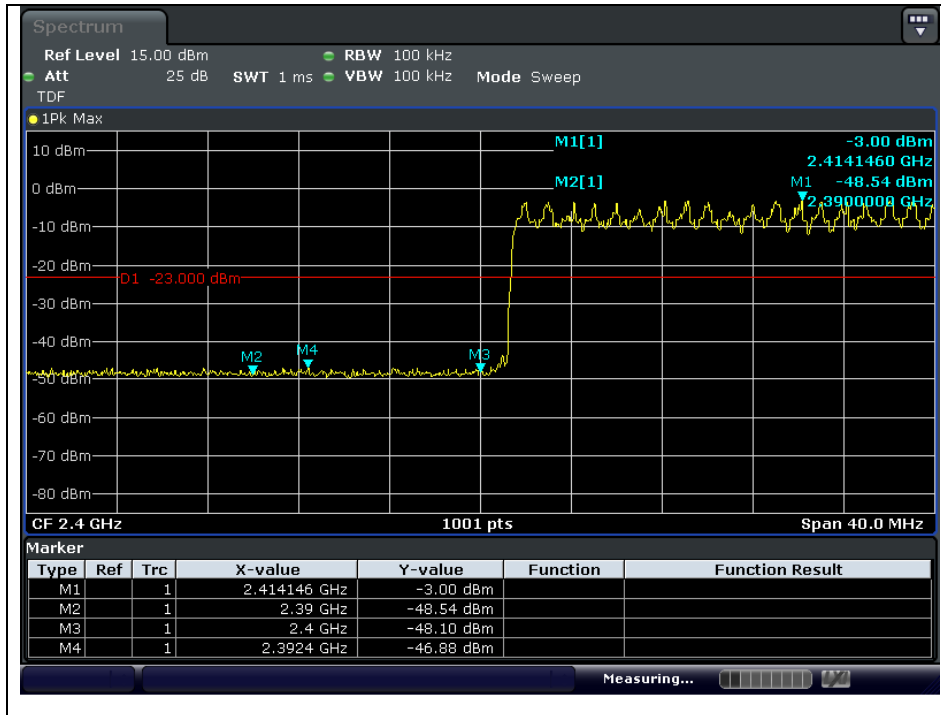 Spectrum
Ref Level 15.00 dBm RBW 100 kHz
Att 25 dB SWT 1 ms VBW 100 kHz Mode Sweep
TDF
1Pk Max
M1[1] -3.00 dBm
2.4141460 GHz
M2[1] -48.54 dBm
2.3900000 GHz
M1
10 dBm
0 dBm
-10 dBm
-20 dBm
D1 -23.000 dBm
-30 dBm
-40 dBm
M2
M4
M3
-50 dBm
-60 dBm
-70 dBm
-80 dBm
CF 2.4 GHz 1001 pts Span 40.0 MHz
Marker
Type Ref Trc X-value Y-value Function Function Result
M1 1 2.414146 GHz -3.00 dBm
M2 1 2.39 GHz -48.54 dBm
M3 1 2.4 GHz -48.10 dBm
M4 1 2.3924 GHz -46.88 dBm
Measuring...